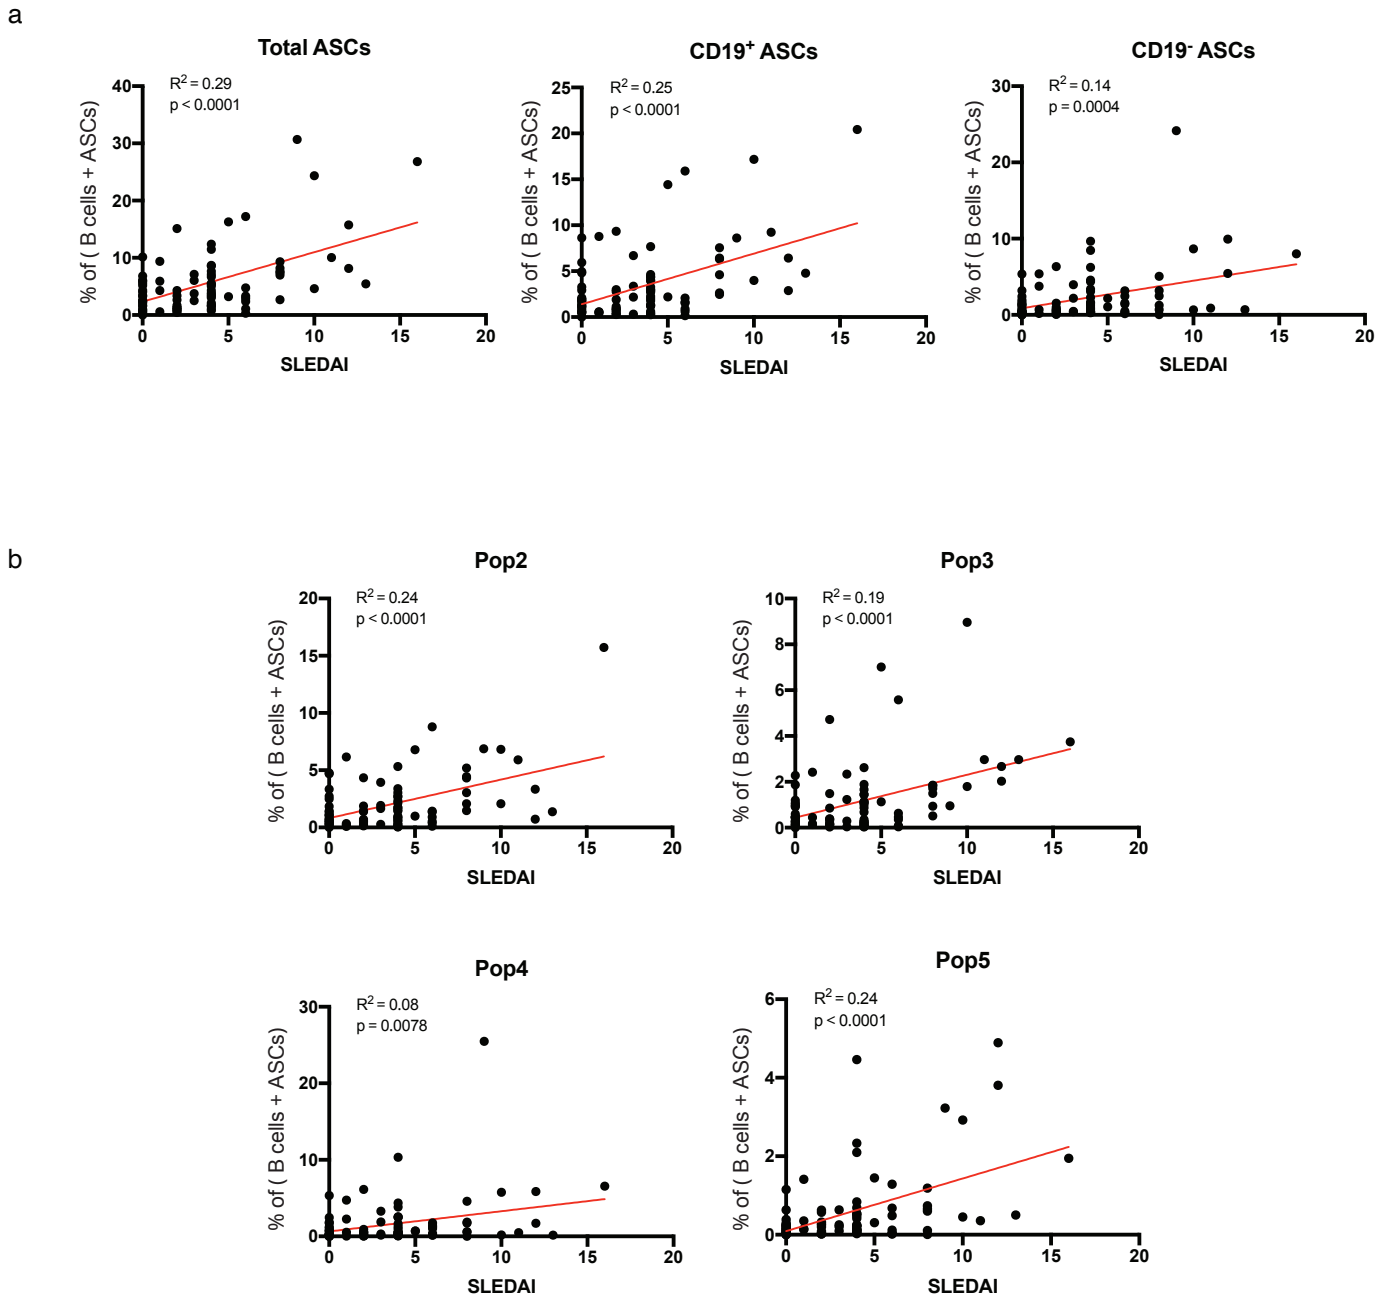 a
Total ASCs
R² = 0.29
p < 0.0001
% of ( B cells + ASCs)
40
30
20
10
0
0 5 10 15 20
SLEDAI
CD19⁺ ASCs
R² = 0.25
p < 0.0001
% of ( B cells + ASCs)
25
20
15
10
5
0
0 5 10 15 20
SLEDAI
CD19⁻ ASCs
R² = 0.14
p = 0.0004
% of ( B cells + ASCs)
30
20
10
0
0 5 10 15 20
SLEDAI
b
Pop2
R² = 0.24
p < 0.0001
% of ( B cells + ASCs)
20
15
10
5
0
0 5 10 15 20
SLEDAI
Pop3
R² = 0.19
p < 0.0001
% of ( B cells + ASCs)
10
8
6
4
2
0
0 5 10 15 20
SLEDAI
Pop4
R² = 0.08
p = 0.0078
% of ( B cells + ASCs)
30
20
10
0
0 5 10 15 20
SLEDAI
Pop5
R² = 0.24
p < 0.0001
% of ( B cells + ASCs)
6
4
2
0
0 5 10 15 20
SLEDAI